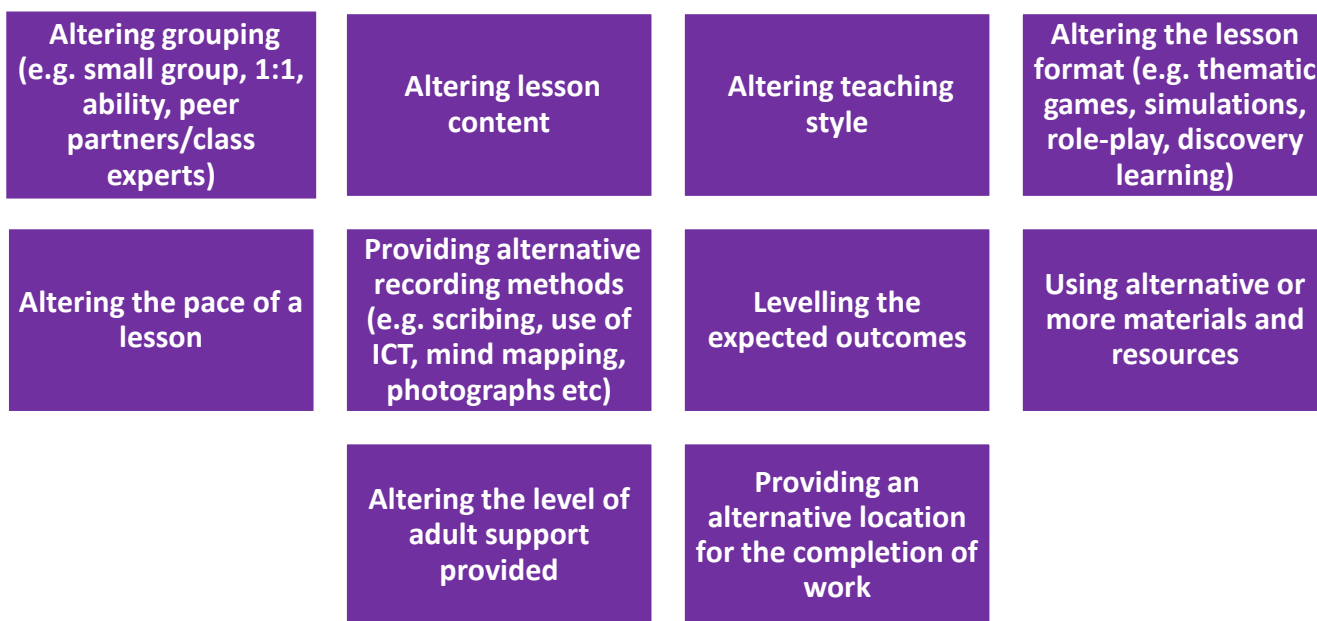 Altering grouping
(e.g. small group, 1:1,
ability, peer
partners/class
experts)
Altering lesson
content
Altering teaching
style
Altering the lesson
format (e.g. thematic
games, simulations,
role-play, discovery
learning)
Altering the pace of a
lesson
Providing alternative
recording methods
(e.g. scribing, use of
ICT, mind mapping,
photographs etc)
Levelling the
expected outcomes
Using alternative or
more materials and
resources
Altering the level of
adult support
provided
Providing an
alternative location
for the completion of
work